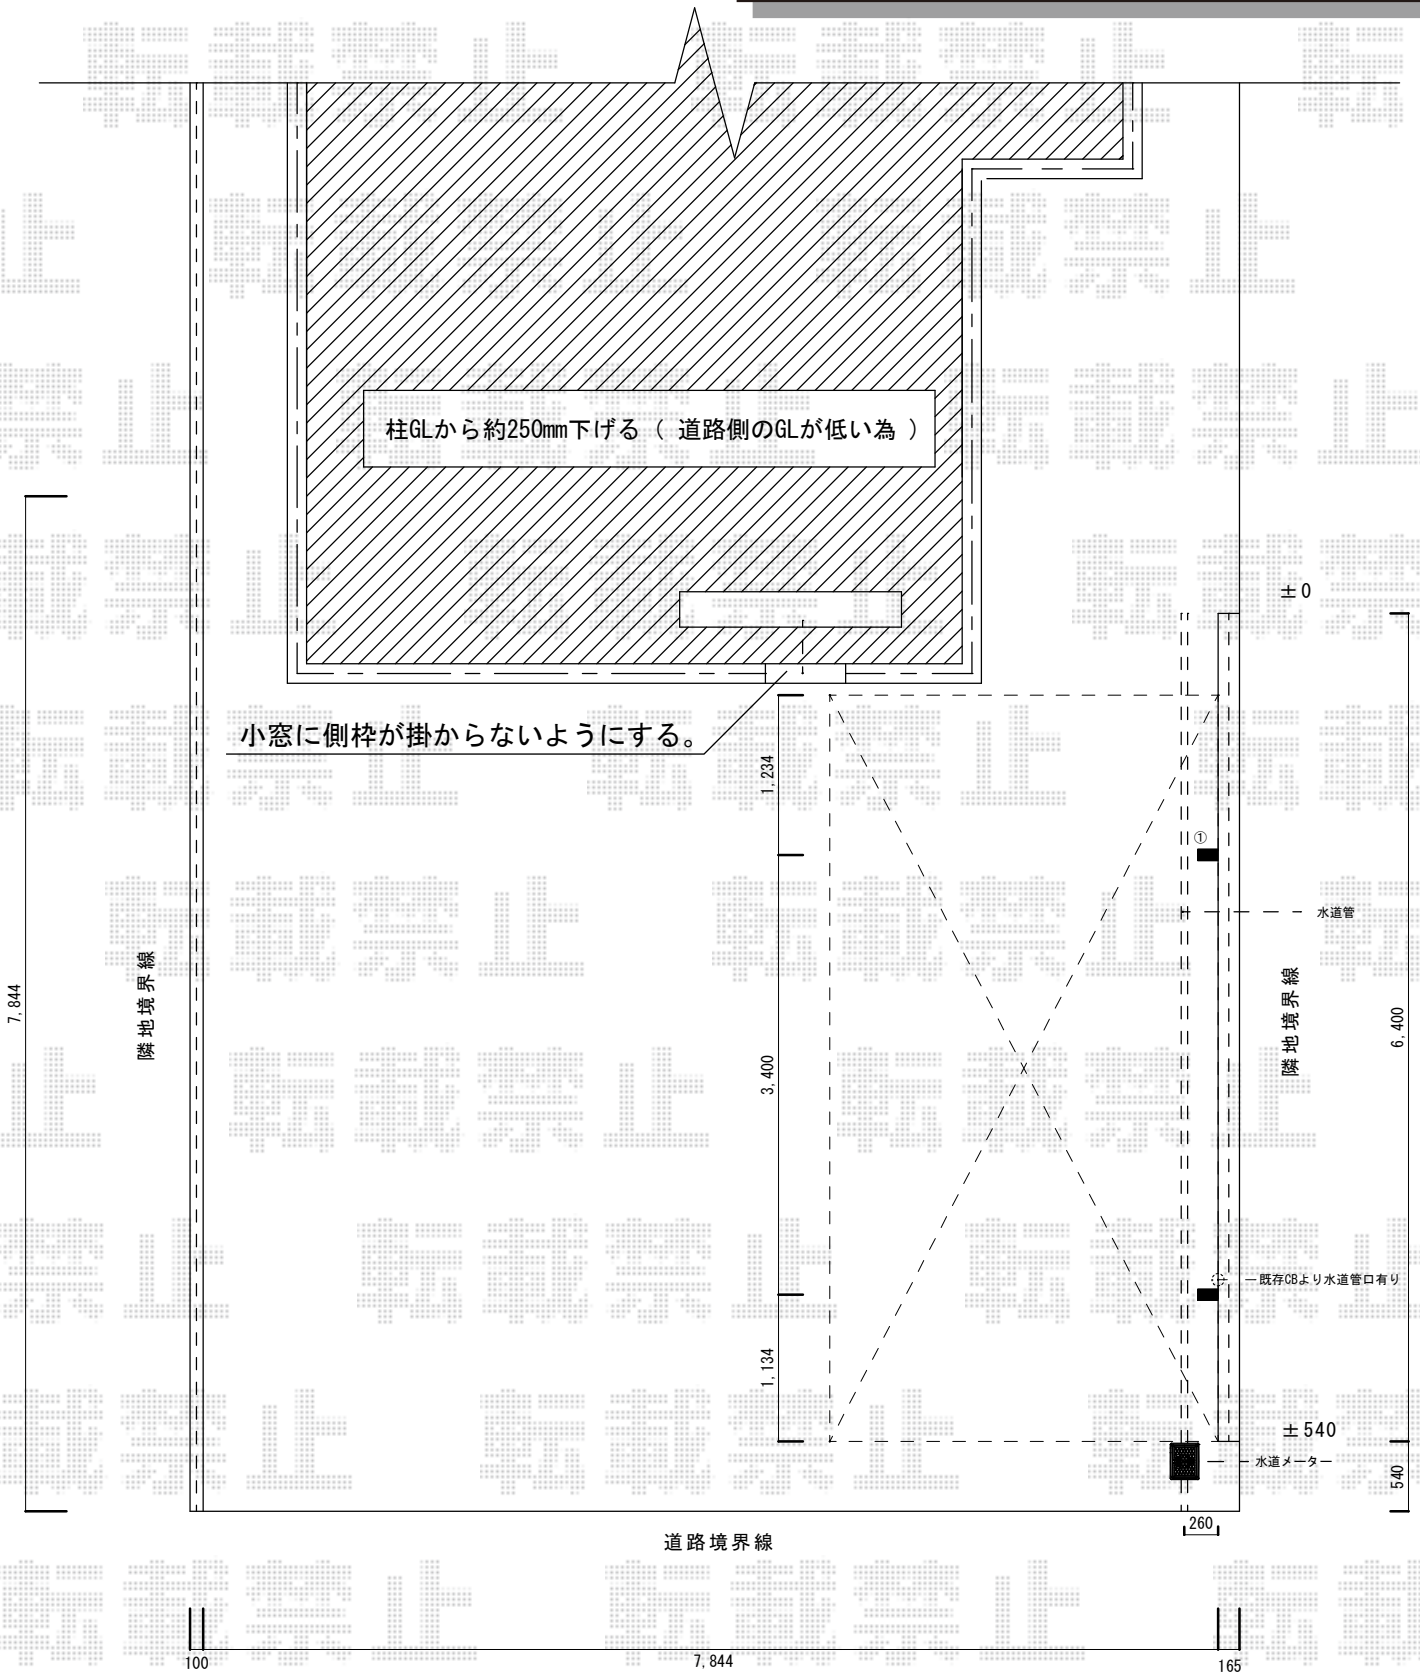 柱GLから約250mm下げる（ 道路側のGLが低い為 ）
±0
小窓に側枠が掛からないようにする。
1,234
①
水道管
隣地境界線
隣地境界線
7,844
6,400
3,400
既存CBより水道管口有り
1,134
±540
水道メーター
540
260
道路境界線
100
7,844
165
転載禁止